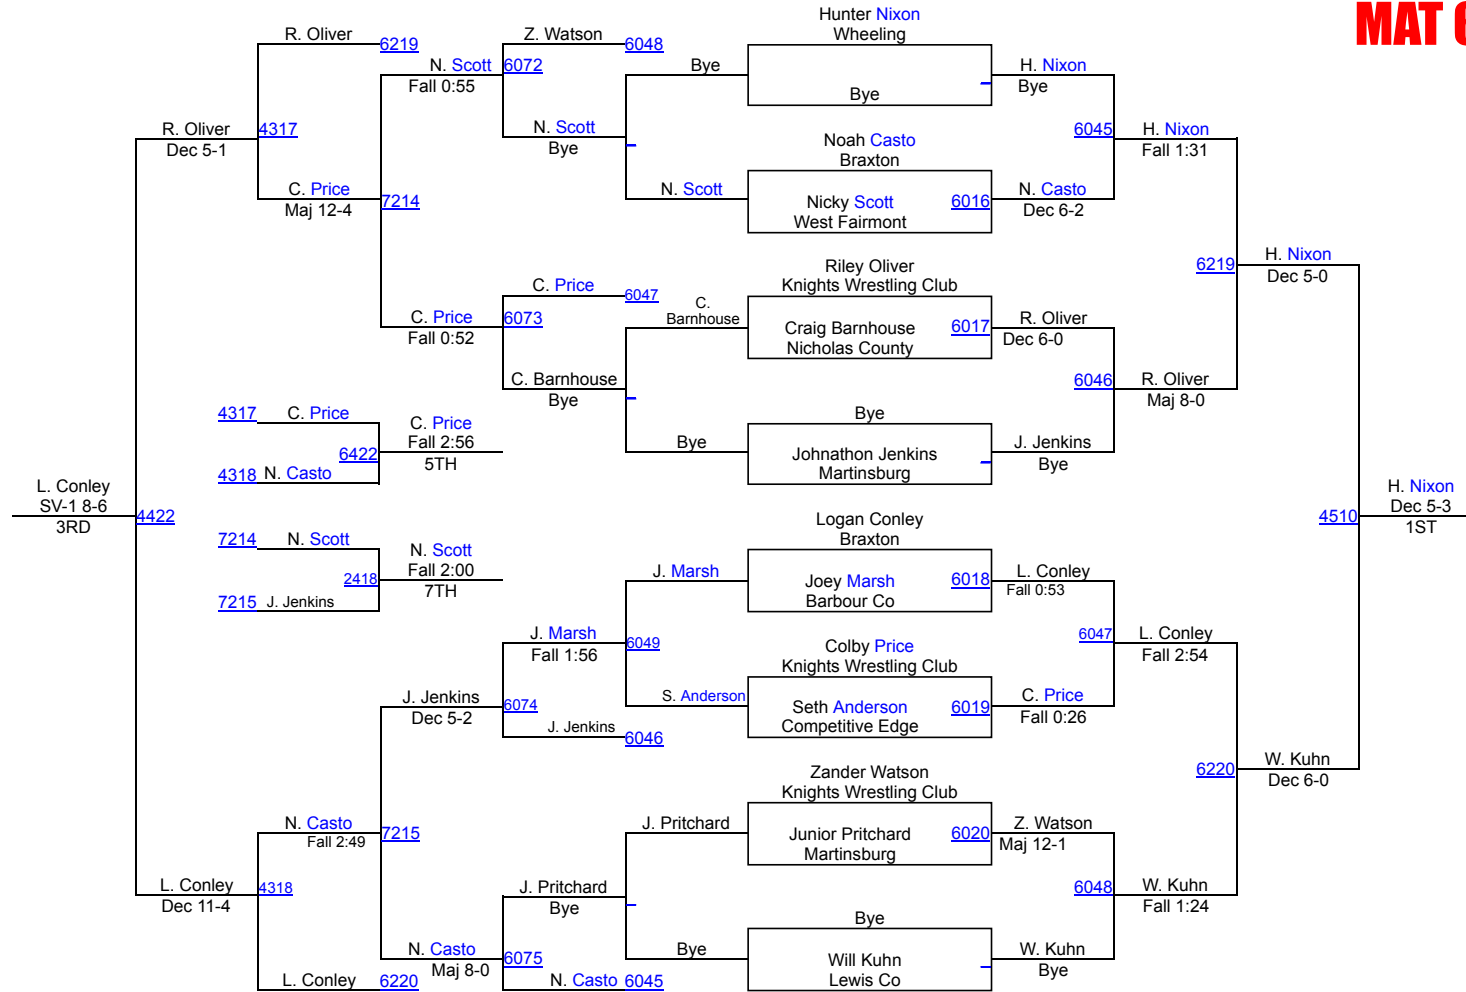 MAT 6
Hunter Nixon
Wheeling
R. Oliver
6219
Z. Watson
6048
N. Scott
6072
Fall 0:55
Bye
H. Nixon
Bye
Bye
R. Oliver
4317
Dec 5-1
N. Scott
Bye
Noah Casto
Braxton
6045
H. Nixon
Fall 1:31
C. Price
Maj 12-4
7214
N. Scott
Nicky Scott
West Fairmont
6016
N. Casto
Dec 6-2
Riley Oliver
Knights Wrestling Club
6219
H. Nixon
Dec 5-0
C. Price
6047
C.
Barnhouse
C. Price
6073
Fall 0:52
Craig Barnhouse
Nicholas County
6017
R. Oliver
Dec 6-0
C. Barnhouse
Bye
6046
R. Oliver
Maj 8-0
4317
C. Price
C. Price
Fall 2:56
5TH
6422
4318
N. Casto
Bye
Bye
Johnathon Jenkins
Martinsburg
J. Jenkins
Bye
L. Conley
SV-1 8-6
3RD
4422
H. Nixon
Dec 5-3
1ST
4510
Logan Conley
Braxton
7214
N. Scott
N. Scott
Fall 2:00
7TH
2418
7215
J. Jenkins
J. Marsh
Joey Marsh
Barbour Co
6018
L. Conley
Fall 0:53
J. Marsh
Fall 1:56
6049
Colby Price
Knights Wrestling Club
6047
L. Conley
Fall 2:54
J. Jenkins
Dec 5-2
6074
S. Anderson
Seth Anderson
Competitive Edge
6019
C. Price
Fall 0:26
J. Jenkins
6046
Zander Watson
Knights Wrestling Club
6220
W. Kuhn
Dec 6-0
N. Casto
Fall 2:49
7215
J. Pritchard
Junior Pritchard
Martinsburg
6020
Z. Watson
Maj 12-1
L. Conley
Dec 11-4
4318
J. Pritchard
Bye
6048
W. Kuhn
Fall 1:24
Bye
N. Casto
Maj 8-0
6075
Bye
Will Kuhn
Lewis Co
W. Kuhn
Bye
L. Conley
6220
N. Casto
6045